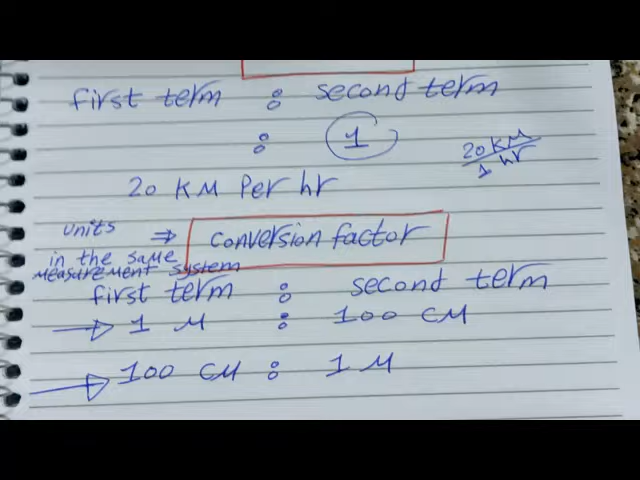 first term : second term
: 1
20 KM
1 hr
20 KM Per hr
units
in the same
measurement system
⇒ conversion factor
first term : second term
→ 1 M : 100 CM
→ 100 CM : 1 M